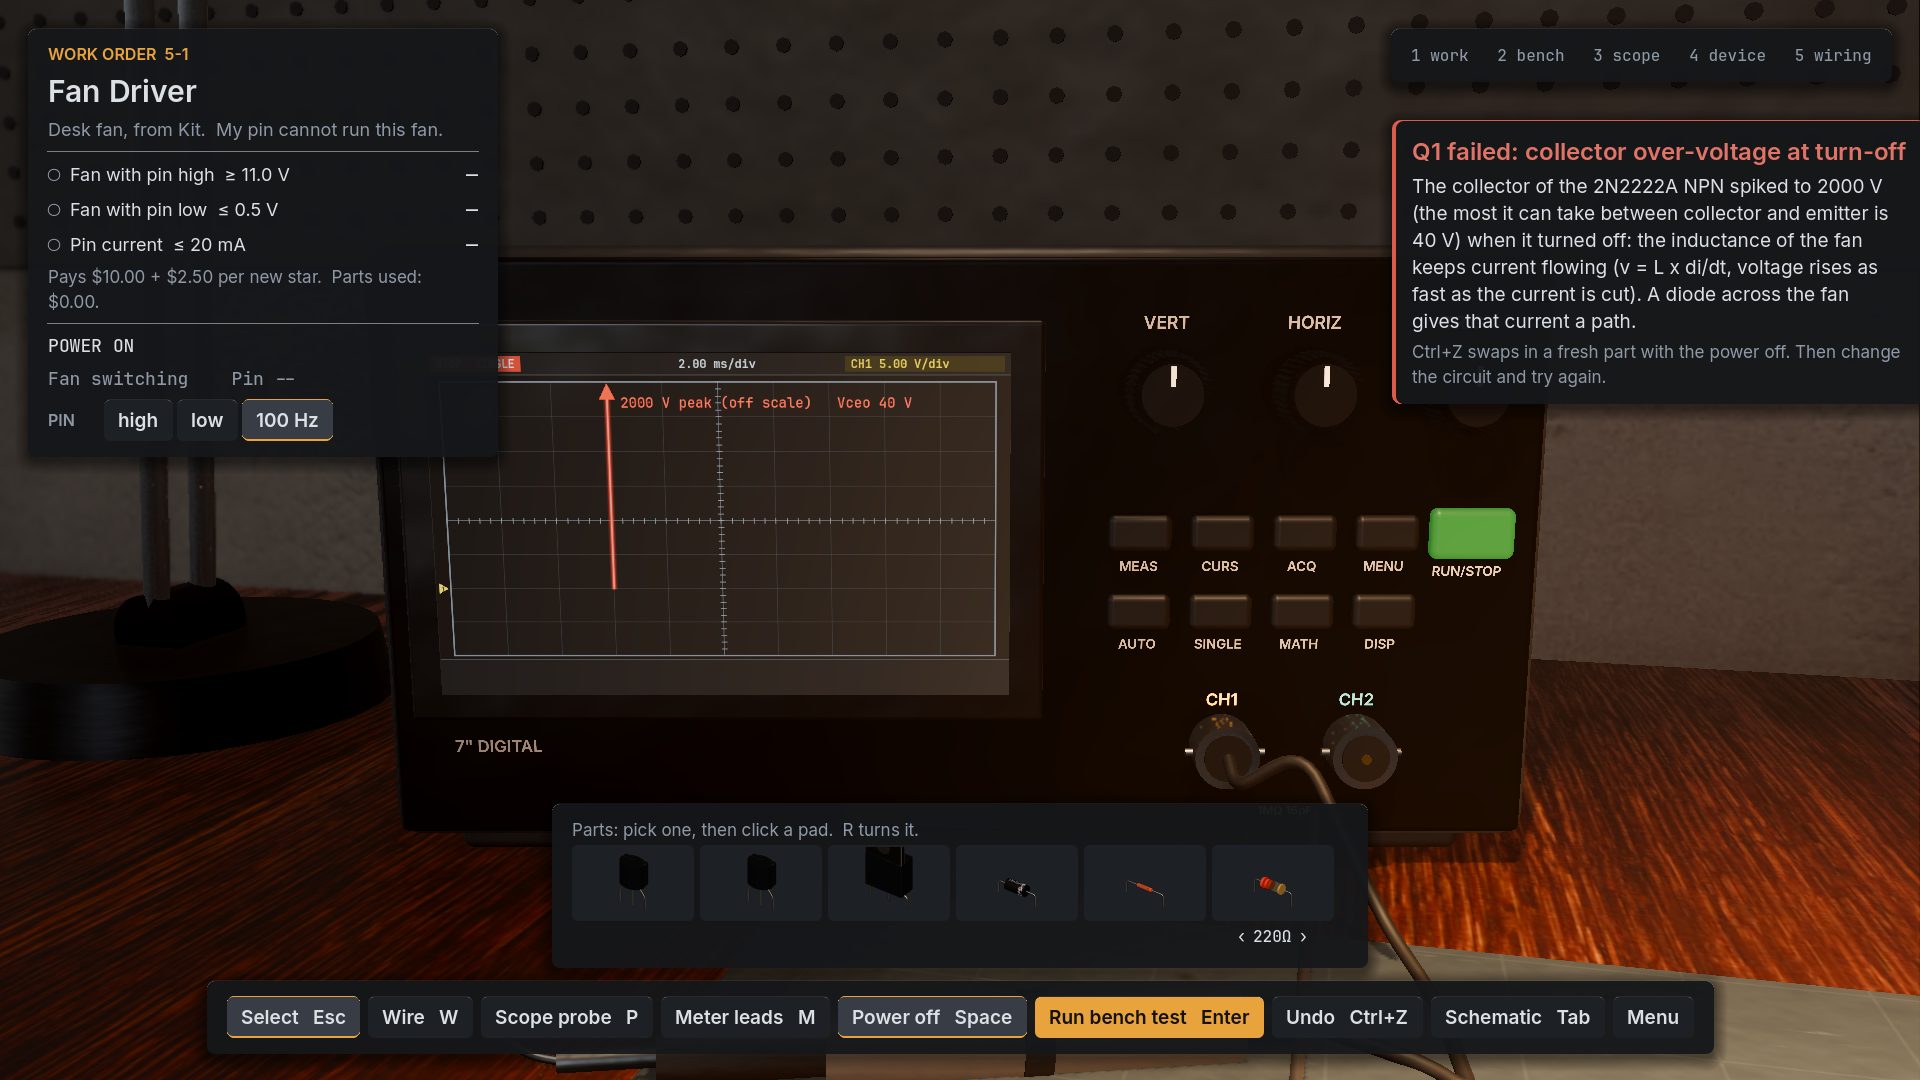 WORK ORDER 5-1
Fan Driver
Desk fan, from Kit. My pin cannot run this fan.
Fan with pin high ≥ 11.0 V —
Fan with pin low ≤ 0.5 V —
Pin current ≤ 20 mA —
Pays $10.00 + $2.50 per new star. Parts used:
$0.00.
POWER ON
Fan switching Pin --
PIN high low 100 Hz
1 work 2 bench 3 scope 4 device 5 wiring
Q1 failed: collector over-voltage at turn-off
The collector of the 2N2222A NPN spiked to 2000 V
(the most it can take between collector and emitter is
40 V) when it turned off: the inductance of the fan
keeps current flowing (v = L x di/dt, voltage rises as
fast as the current is cut). A diode across the fan
gives that current a path.
Ctrl+Z swaps in a fresh part with the power off. Then change
the circuit and try again.
2.00 ms/div CH1 5.00 V/div
2000 V peak (off scale) Vceo 40 V
VERT HORIZ
MEAS CURS ACQ MENU RUN/STOP
AUTO SINGLE MATH DISP
CH1 CH2
7" DIGITAL
Parts: pick one, then click a pad. R turns it.
‹ 220Ω ›
Select Esc Wire W Scope probe P Meter leads M Power off Space Run bench test Enter Undo Ctrl+Z Schematic Tab Menu